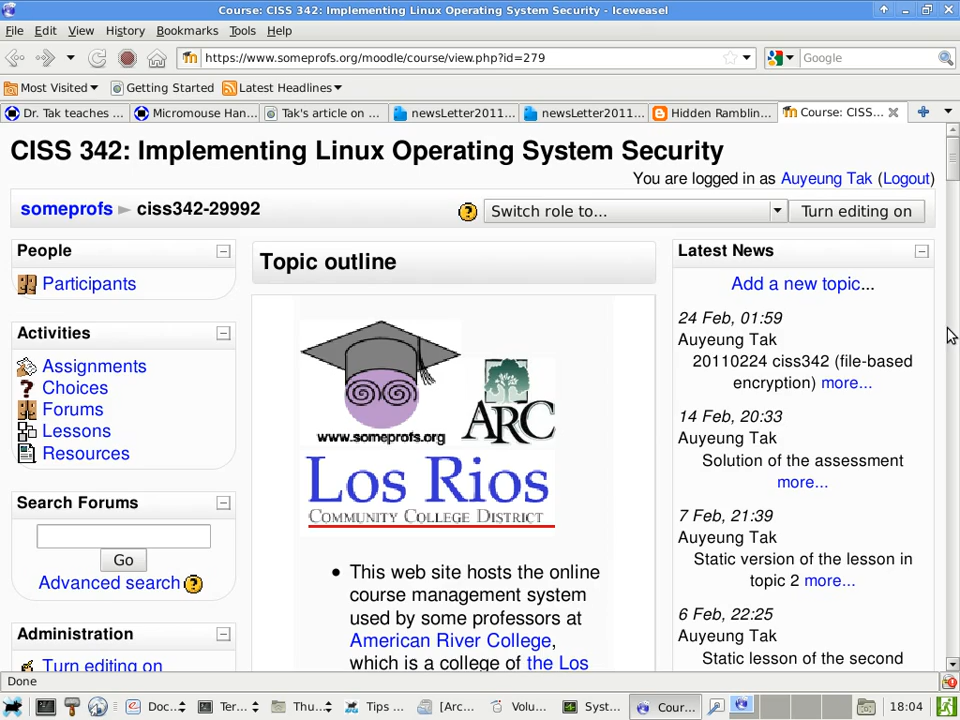 Course: CISS 342: Implementing Linux Operating System Security - Iceweasel
File Edit View History Bookmarks Tools Help
https://www.someprofs.org/moodle/course/view.php?id=279
Google
Most Visited Getting Started Latest Headlines
Dr. Tak teaches ... Micromouse Han... Tak's article on ... newsLetter2011... newsLetter2011... Hidden Ramblin... Course: CISS...
CISS 342: Implementing Linux Operating System Security
You are logged in as Auyeung Tak (Logout)
someprofs ► ciss342-29992
Switch role to... Turn editing on
People
Participants
Activities
Assignments
Choices
Forums
Lessons
Resources
Search Forums
Go
Advanced search
Administration
Turn editing on
Topic outline
www.someprofs.org
ARC
Los Rios
Community College District
• This web site hosts the online
course management system
used by some professors at
American River College,
which is a college of the Los
Latest News
Add a new topic...
24 Feb, 01:59
Auyeung Tak
20110224 ciss342 (file-based
encryption) more...
14 Feb, 20:33
Auyeung Tak
Solution of the assessment
more...
7 Feb, 21:39
Auyeung Tak
Static version of the lesson in
topic 2 more...
6 Feb, 22:25
Auyeung Tak
Static lesson of the second
Done
Doc... Ter... Thu... Tips ... [Arc... Volu... Syst... Cour... 18:04